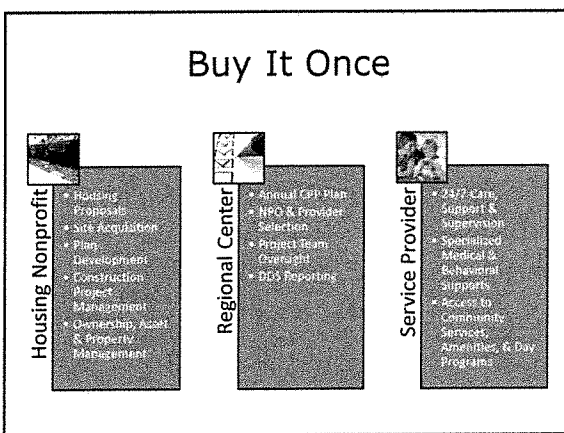 Buy It Once
Housing Nonprofit
• Housing
Proposals
• Site Acquisition
• Plan
Development
• Construction
Project
Management
• Ownership, Asset
& Property
Management
Regional Center
• Annual CPP Plan
• NPO & Provider
Selection
• Project Team
Oversight
• DDS Reporting
Service Provider
• 24/7 Care,
Support &
Supervision
• Specialized
Medical &
Behavioral
Supports
• Access to
Community
Services,
Amenities, & Day
Programs